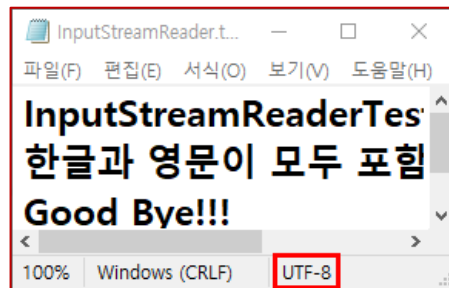 InputStreamReader.t...
파일(F) 편집(E) 서식(O) 보기(V) 도움말(H)
InputStreamReaderTes
한글과 영문이 모두 포함
Good Bye!!!
100% Windows (CRLF) UTF-8